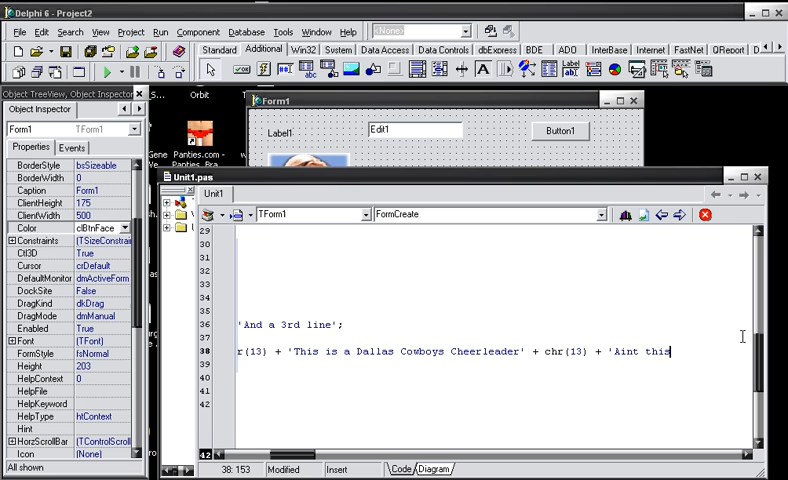 Delphi 6 - Project2
File Edit Search View Project Run Component Database Tools Window Help <None>
Standard Additional Win32 System Data Access Data Controls dbExpress BDE ADO InterBase Internet FastNet QReport
Object TreeView, Object Inspector
Orbit
Form1
Object Inspector
Form1 TForm1
Label1
Edit1
Button1
Gene
Panties.com -
Properties Events
BorderStyle bsSizeable
BorderWidth 0
Caption Form1
ClientHeight 175
ClientWidth 500
Color clBtnFace
Constraints (TSizeConstrai
Ctl3D True
Cursor crDefault
DefaultMonitor dmActiveForm
DockSite False
DragKind dkDrag
DragMode dmManual
Enabled True
Font (TFont)
FormStyle fsNormal
Height 203
HelpContext 0
HelpFile
HelpKeyword
HelpType htContext
Hint
HorzScrollBar (TControlScroll
Icon (None)
All shown
Unit1.pas
Unit1
TForm1 FormCreate
29
30
31
32
33
34
35
36 'And a 3rd line';
37
38 r(13) + 'This is a Dallas Cowboys Cheerleader' + chr(13) + 'Aint this
39
40
41
42
42
38: 153 Modified Insert Code Diagram